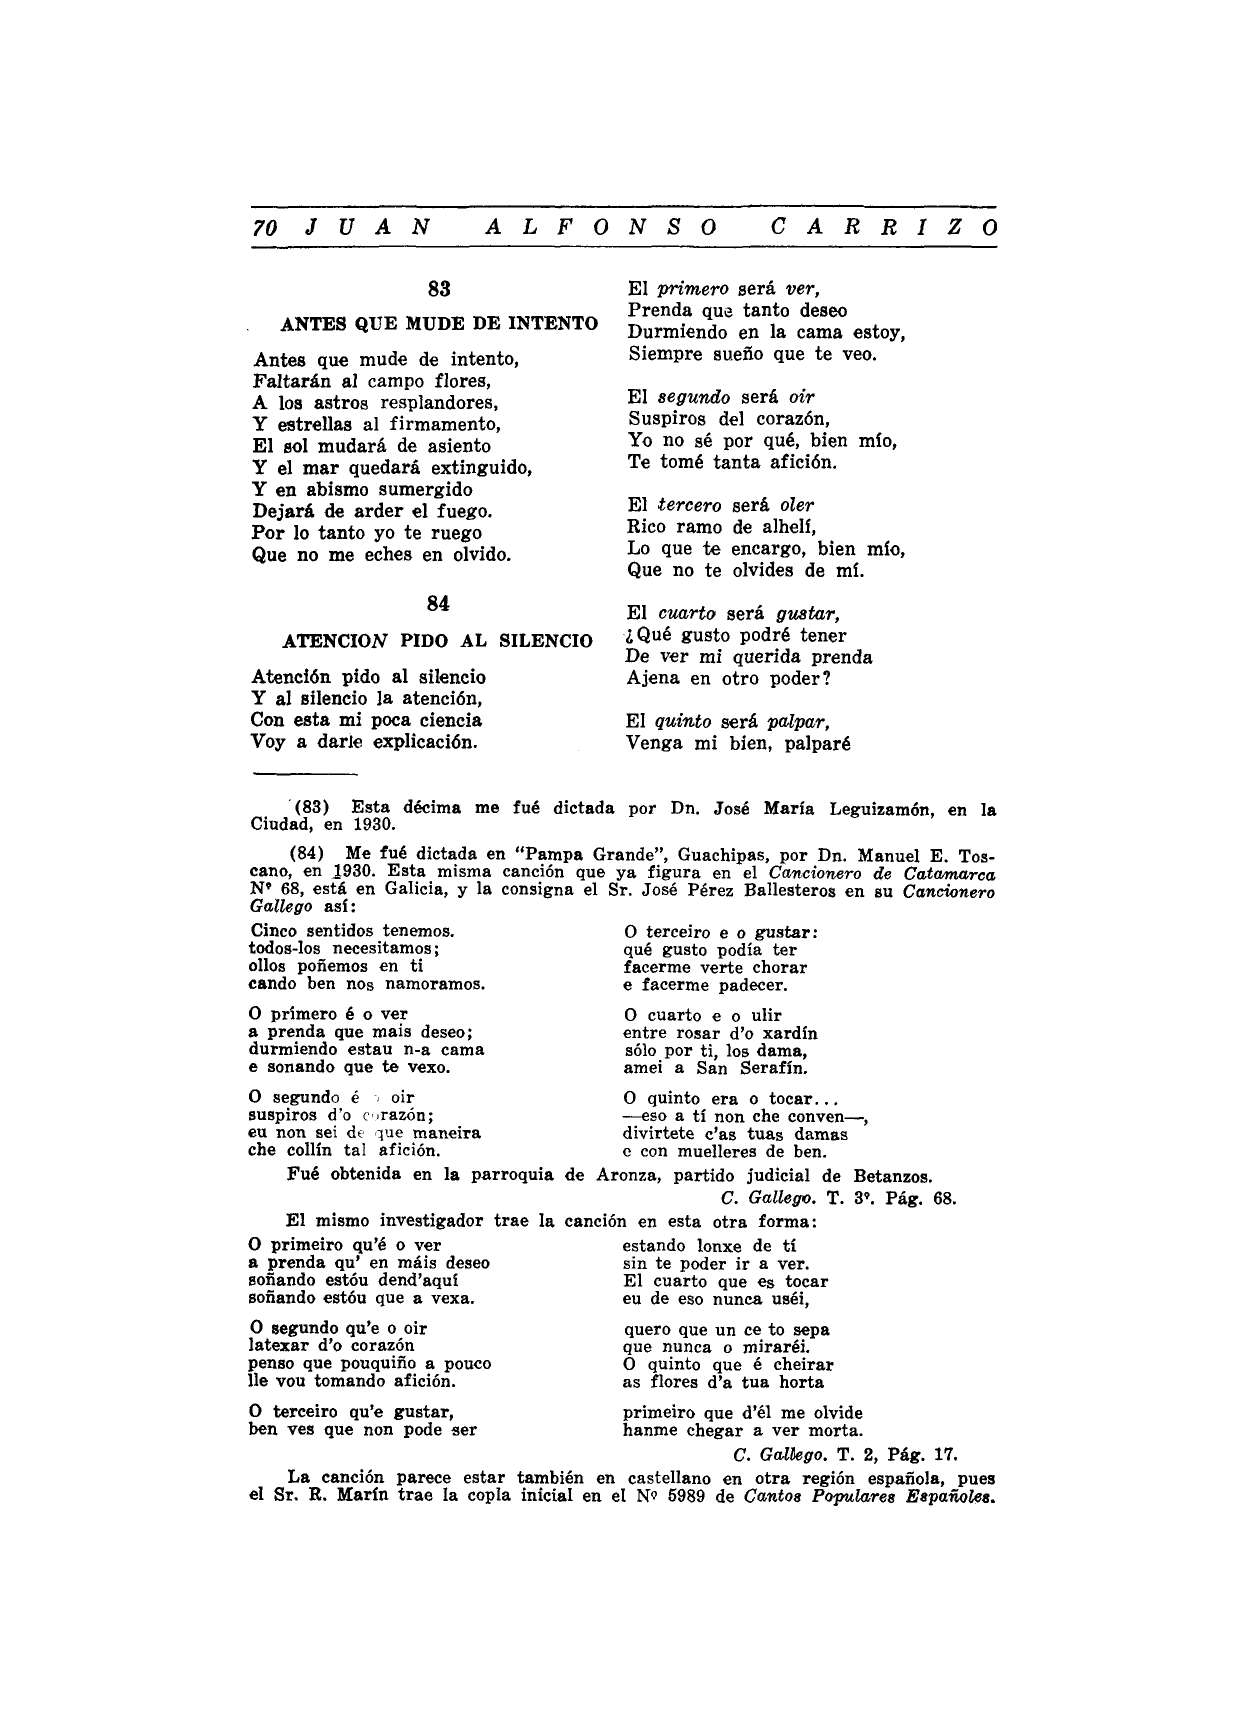 70 JUAN ALFONSO CARRIZO
83
ANTES QUE MUDE DE INTENTO
Antes que mude de intento,
Faltarán al campo flores,
A los astros resplandores,
Y estrellas al firmamento,
El sol mudará de asiento
Y el mar quedará extinguido,
Y en abismo sumergido
Dejará de arder el fuego.
Por lo tanto yo te ruego
Que no me eches en olvido.
84
ATENCION PIDO AL SILENCIO
Atención pido al silencio
Y al silencio la atención,
Con esta mi poca ciencia
Voy a darle explicación.
El primero será ver,
Prenda que tanto deseo
Durmiendo en la cama estoy,
Siempre sueño que te veo.
El segundo será oir
Suspiros del corazón,
Yo no sé por qué, bien mío,
Te tomé tanta afición.
El tercero será oler
Rico ramo de alhelí,
Lo que te encargo, bien mío,
Que no te olvides de mí.
El cuarto será gustar,
¿Qué gusto podré tener
De ver mi querida prenda
Ajena en otro poder?
El quinto será palpar,
Venga mi bien, palparé
(83) Esta décima me fué dictada por Dn. José María Leguizamón, en la
Ciudad, en 1930.
(84) Me fué dictada en "Pampa Grande", Guachipas, por Dn. Manuel E. Tos-
cano, en 1930. Esta misma canción que ya figura en el Cancionero de Catamarca
Nº 68, está en Galicia, y la consigna el Sr. José Pérez Ballesteros en su Cancionero
Gallego así:
Cinco sentidos tenemos.
todos-los necesitamos;
ollos poñemos en ti
cando ben nos namoramos.
O prímero é o ver
a prenda que mais deseo;
durmiendo estau n-a cama
e sonando que te vexo.
O segundo é o oir
suspiros d'o corazón;
eu non sei de que maneira
che collín tal afición.
O terceiro e o gustar:
qué gusto podía ter
facerme verte chorar
e facerme padecer.
O cuarto e o ulir
entre rosar d'o xardín
sólo por ti, los dama,
amei a San Serafín.
O quinto era o tocar...
—eso a tí non che conven—,
divirtete c'as tuas damas
e con muelleres de ben.
Fué obtenida en la parroquia de Aronza, partido judicial de Betanzos.
C. Gallego. T. 3º. Pág. 68.
El mismo investigador trae la canción en esta otra forma:
O primeiro qu'é o ver
a prenda qu' en máis deseo
soñando estóu dend'aquí
soñando estóu que a vexa.
O segundo qu'e o oir
latexar d'o corazón
penso que pouquiño a pouco
lle vou tomando afición.
O terceiro qu'e gustar,
ben ves que non pode ser
estando lonxe de tí
sin te poder ir a ver.
El cuarto que es tocar
eu de eso nunca uséi,
quero que un ce to sepa
que nunca o miraréi.
O quinto que é cheirar
as flores d'a tua horta
primeiro que d'él me olvide
hanme chegar a ver morta.
C. Gallego. T. 2, Pág. 17.
La canción parece estar también en castellano en otra región española, pues
el Sr. R. Marín trae la copla inicial en el Nº 5989 de Cantos Populares Españoles.